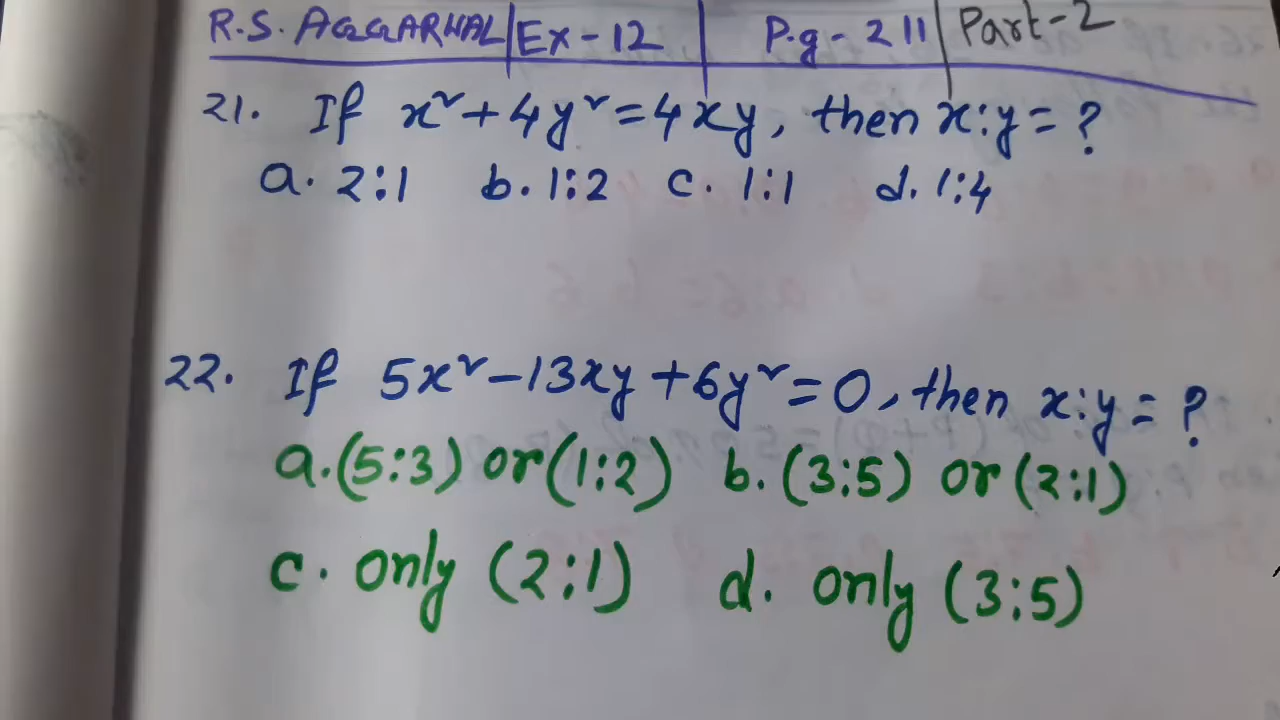 R.S. AGGARWAL | Ex-12 | P.g-211 | Part-2
21. If x²+4y²=4xy, then x:y=?
a. 2:1 b. 1:2 c. 1:1 d. 1:4
22. If 5x²-13xy+6y²=0, then x:y=?
a.(5:3) or (1:2) b. (3:5) or (2:1)
c. only (2:1) d. only (3:5)